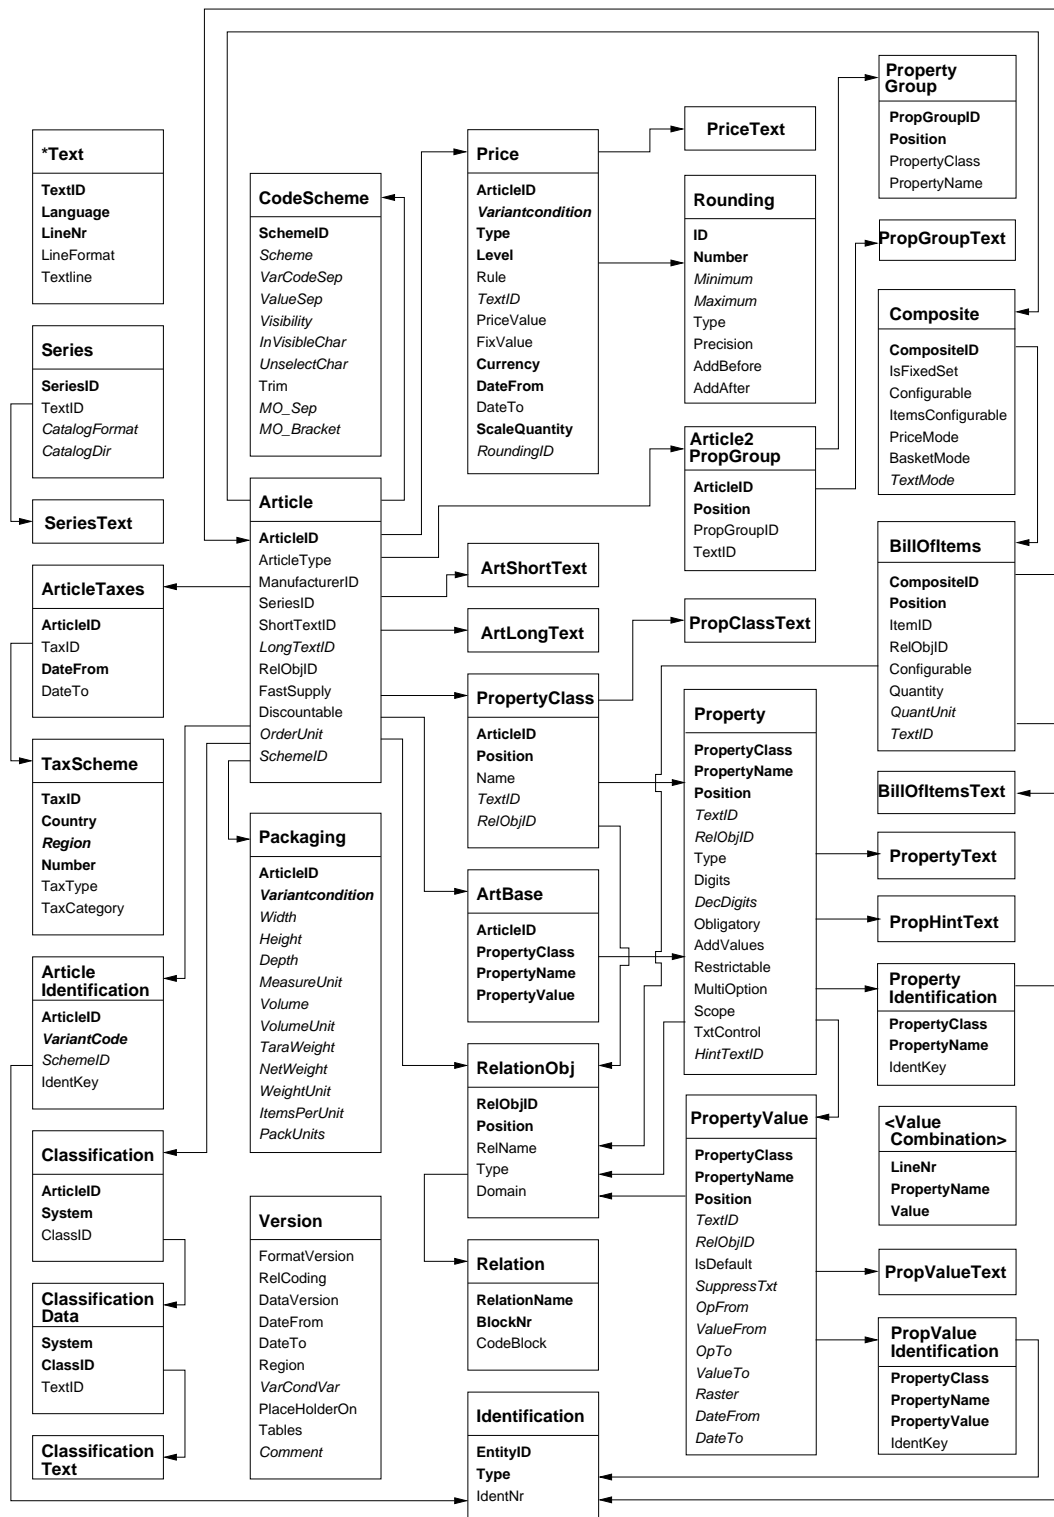 *Text
TextID
Language
LineNr
LineFormat
Textline
Series
SeriesID
TextID
CatalogFormat
CatalogDir
SeriesText
ArticleTaxes
ArticleID
TaxID
DateFrom
DateTo
TaxScheme
TaxID
Country
Region
Number
TaxType
TaxCategory
Article
Identification
ArticleID
VariantCode
SchemeID
IdentKey
Classification
ArticleID
System
ClassID
Classification
Data
System
ClassID
TextID
Classification
Text
CodeScheme
SchemeID
Scheme
VarCodeSep
ValueSep
Visibility
InVisibleChar
UnselectChar
Trim
MO_Sep
MO_Bracket
Article
ArticleID
ArticleType
ManufacturerID
SeriesID
ShortTextID
LongTextID
RelObjID
FastSupply
Discountable
OrderUnit
SchemeID
Packaging
ArticleID
Variantcondition
Width
Height
Depth
MeasureUnit
Volume
VolumeUnit
TaraWeight
NetWeight
WeightUnit
ItemsPerUnit
PackUnits
Version
FormatVersion
RelCoding
DataVersion
DateFrom
DateTo
Region
VarCondVar
PlaceHolderOn
Tables
Comment
Price
ArticleID
Variantcondition
Type
Level
Rule
TextID
PriceValue
FixValue
Currency
DateFrom
DateTo
ScaleQuantity
RoundingID
ArtShortText
ArtLongText
PropertyClass
ArticleID
Position
Name
TextID
RelObjID
ArtBase
ArticleID
PropertyClass
PropertyName
PropertyValue
RelationObj
RelObjID
Position
RelName
Type
Domain
Relation
RelationName
BlockNr
CodeBlock
Identification
EntityID
Type
IdentNr
PriceText
Rounding
ID
Number
Minimum
Maximum
Type
Precision
AddBefore
AddAfter
Article2
PropGroup
ArticleID
Position
PropGroupID
TextID
PropClassText
Property
PropertyClass
PropertyName
Position
TextID
RelObjID
Type
Digits
DecDigits
Obligatory
AddValues
Restrictable
MultiOption
Scope
TxtControl
HintTextID
PropertyValue
PropertyClass
PropertyName
Position
TextID
RelObjID
IsDefault
SuppressTxt
OpFrom
ValueFrom
OpTo
ValueTo
Raster
DateFrom
DateTo
Property
Group
PropGroupID
Position
PropertyClass
PropertyName
PropGroupText
Composite
CompositeID
IsFixedSet
Configurable
ItemsConfigurable
PriceMode
BasketMode
TextMode
BillOfItems
CompositeID
Position
ItemID
RelObjID
Configurable
Quantity
QuantUnit
TextID
BillOfItemsText
PropertyText
PropHintText
Property
Identification
PropertyClass
PropertyName
IdentKey
<Value
Combination>
LineNr
PropertyName
Value
PropValueText
PropValue
Identification
PropertyClass
PropertyName
PropertyValue
IdentKey